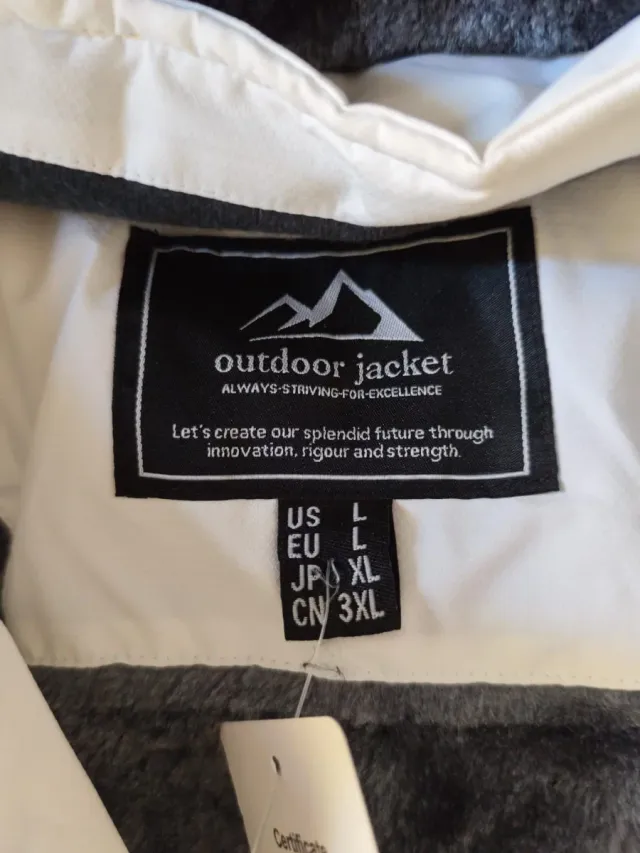 outdoor jacket
ALWAYS-STRIVING-FOR-EXCELLENCE
Let's create our splendid future through
innovation, rigour and strength.
US L
EU L
JP XL
CN 3XL
Certificate